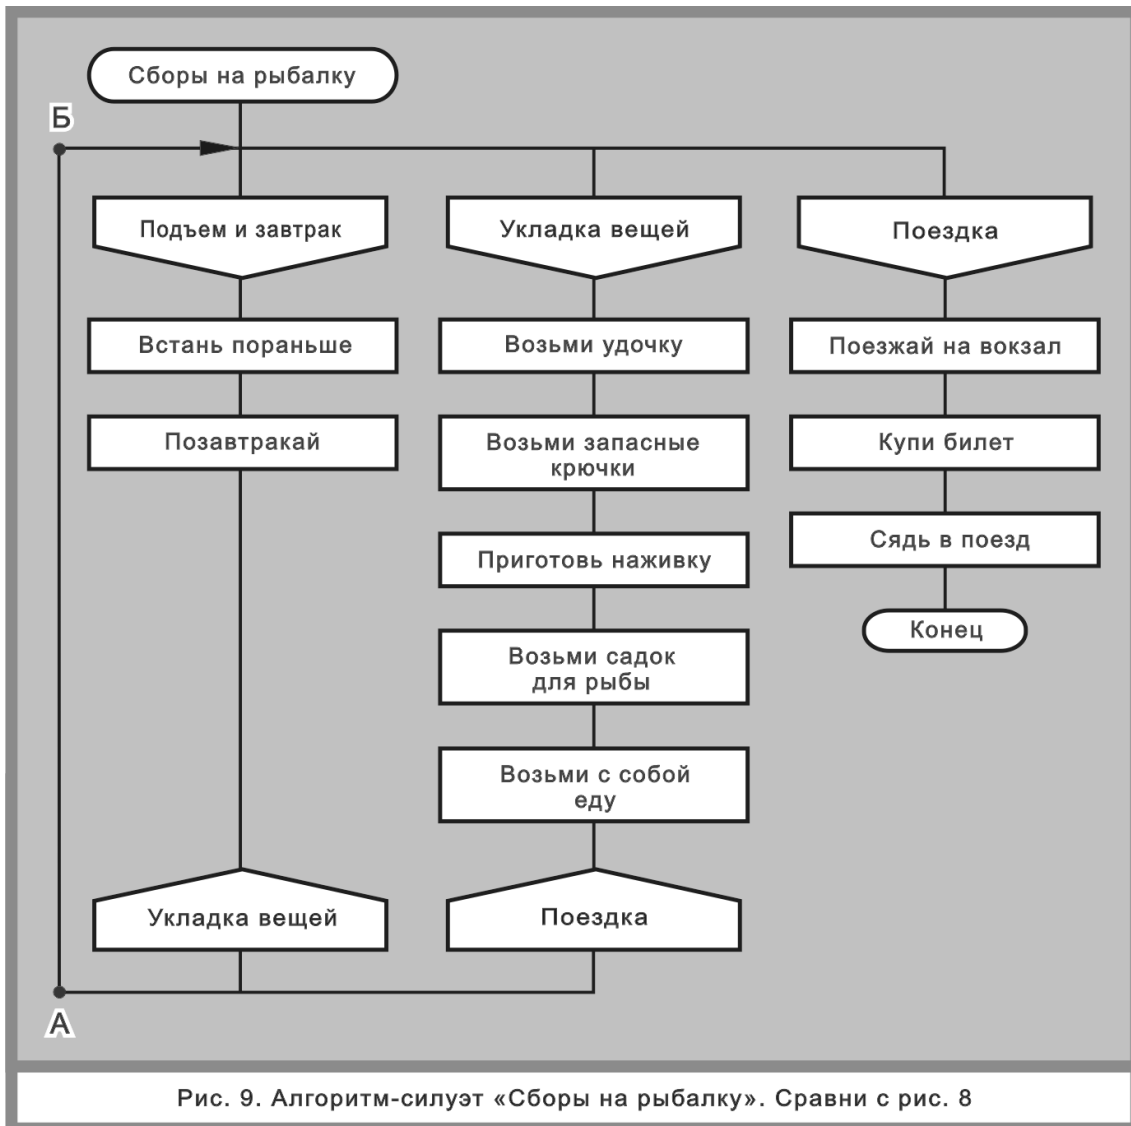 Сборы на рыбалку
Б
Подъем и завтрак
Встань пораньше
Позавтракай
Укладка вещей
Укладка вещей
Возьми удочку
Возьми запасные
крючки
Приготовь наживку
Возьми садок
для рыбы
Возьми с собой
еду
Поездка
Поездка
Поезжай на вокзал
Купи билет
Сядь в поезд
Конец
А
Рис. 9. Алгоритм-силуэт «Сборы на рыбалку». Сравни с рис. 8